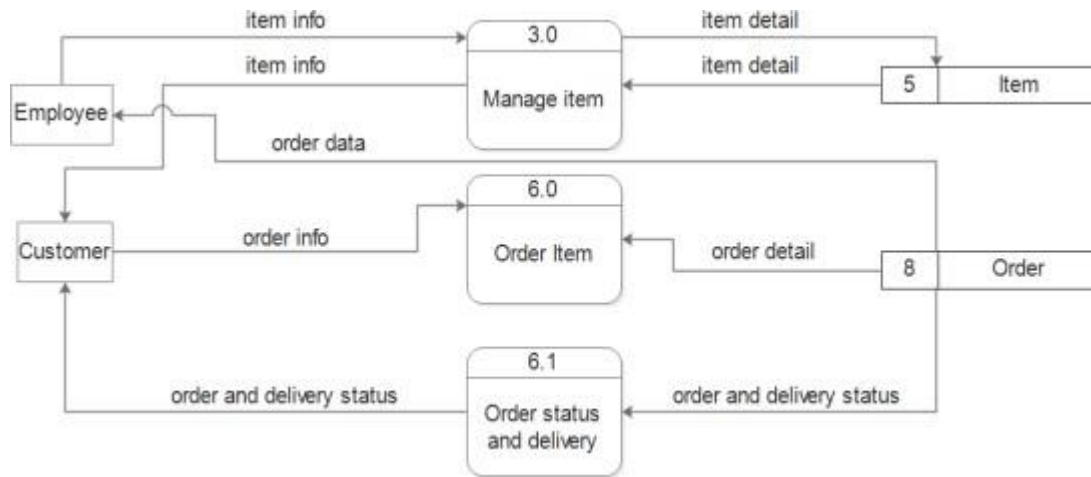 item info
3.0
item detail
item info
item detail
Manage item
5
Item
Employee
order data
6.0
Customer
order info
Order Item
order detail
8
Order
6.1
order and delivery status
order and delivery status
Order status
and delivery